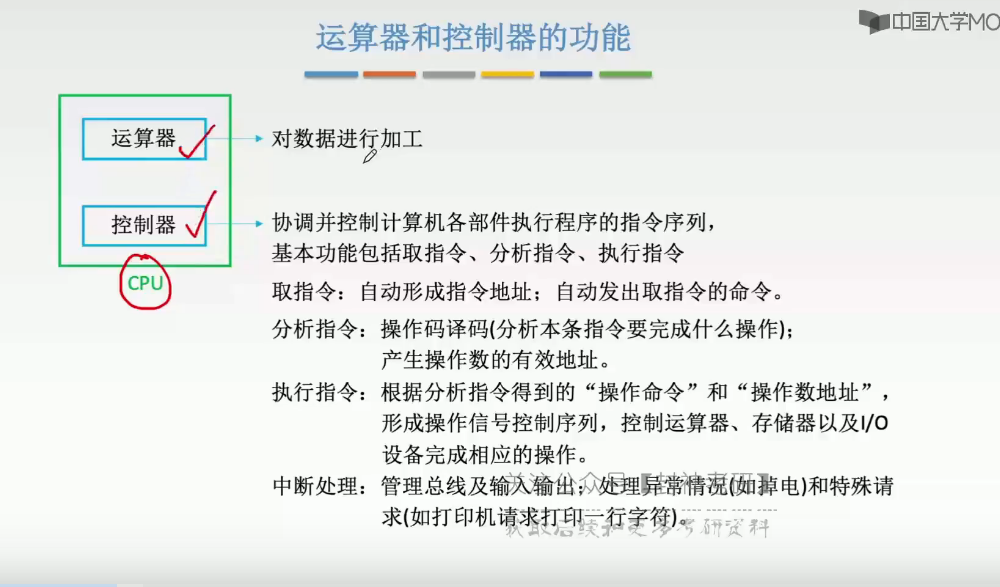 中国大学MO
运算器和控制器的功能
运算器
对数据进行加工
控制器
协调并控制计算机各部件执行程序的指令序列，
基本功能包括取指令、分析指令、执行指令
CPU
取指令：自动形成指令地址；自动发出取指令的命令。
分析指令：操作码译码(分析本条指令要完成什么操作)；
产生操作数的有效地址。
执行指令：根据分析指令得到的“操作命令”和“操作数地址”，
形成操作信号控制序列，控制运算器、存储器以及I/O
设备完成相应的操作。
中断处理：管理总线及输入输出；处理异常情况(如掉电)和特殊请
求(如打印机请求打印一行字符)。